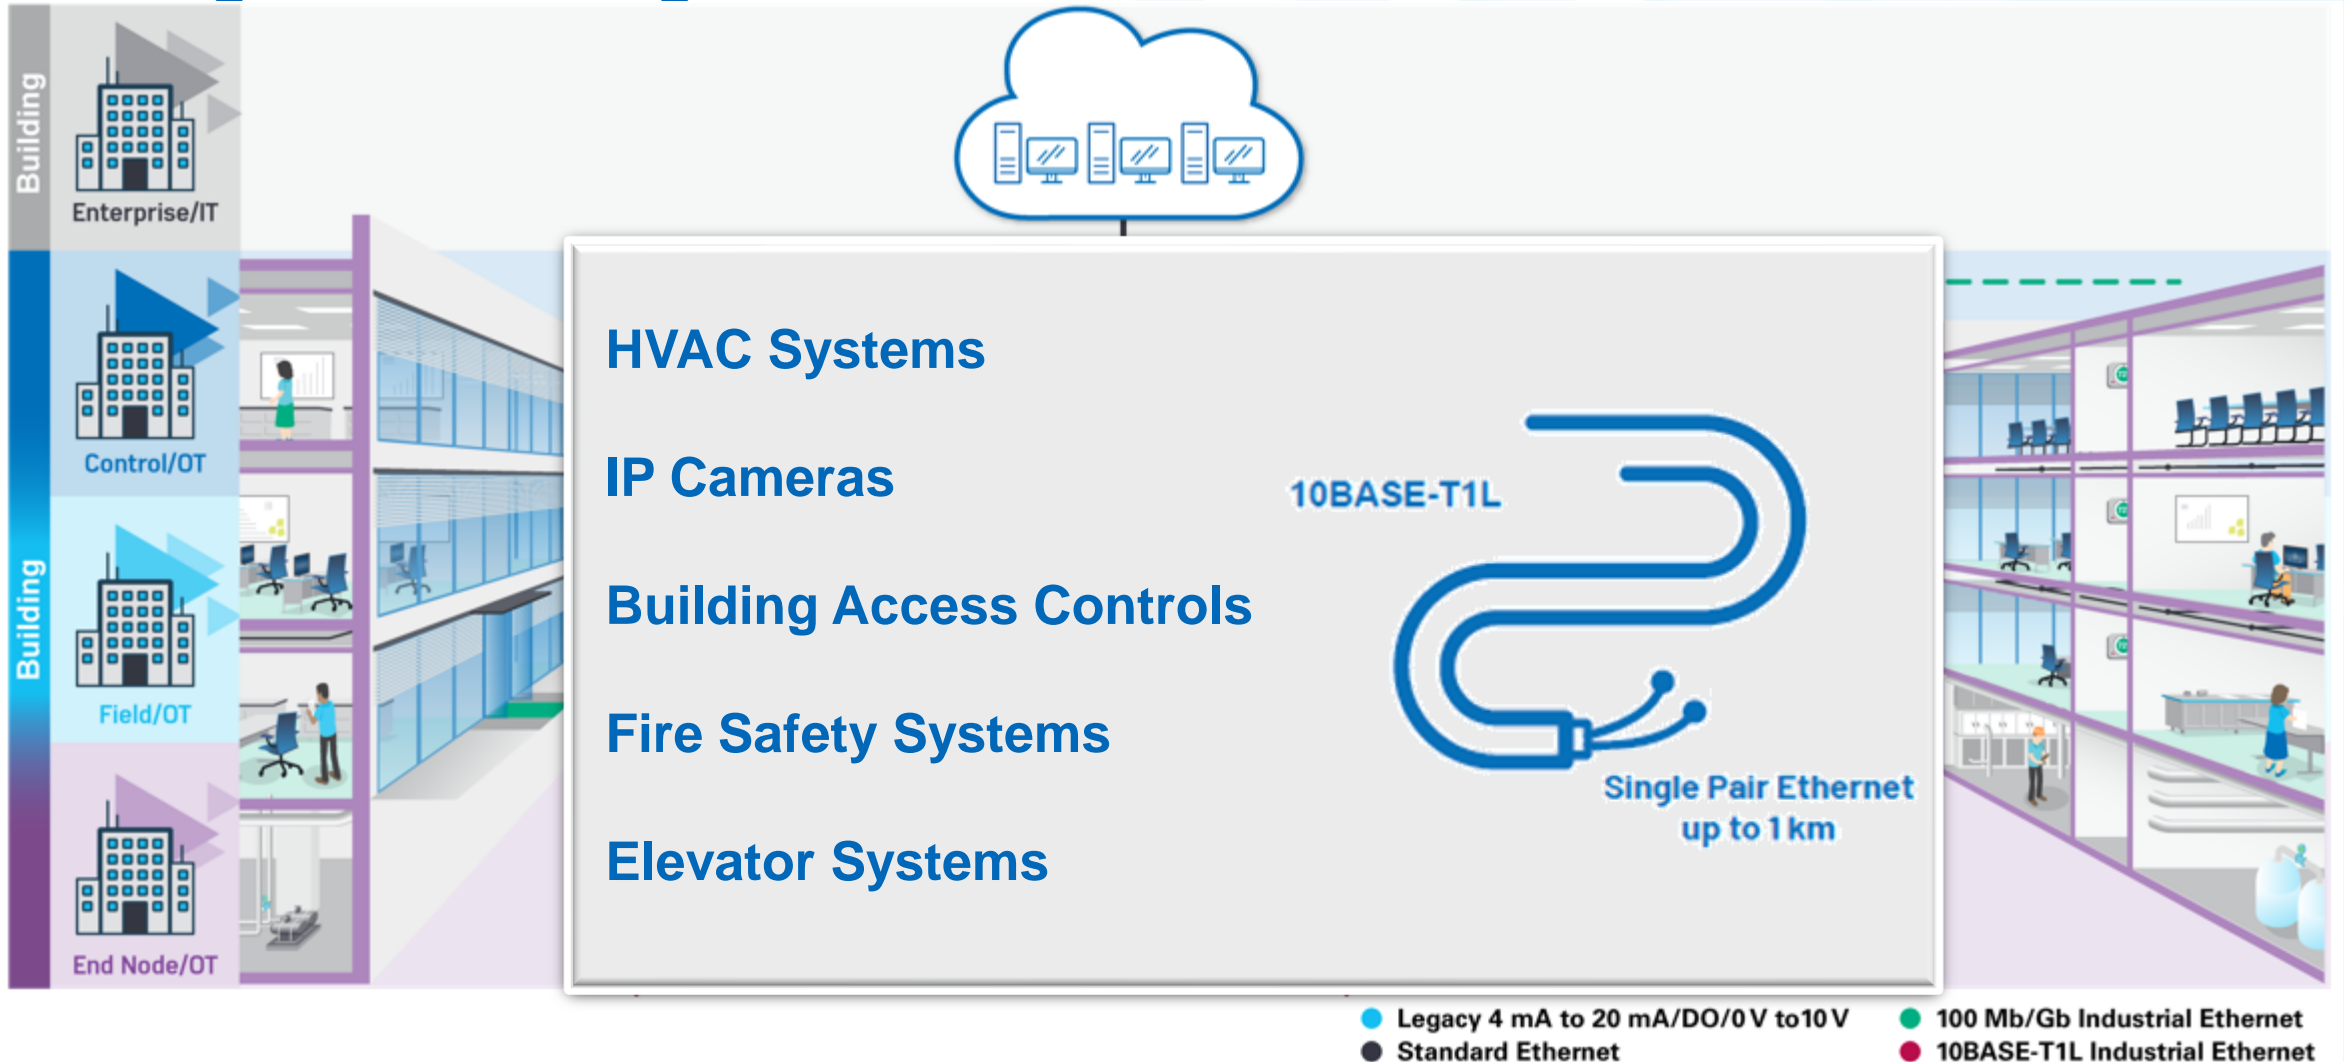 Building
Enterprise/IT
Control/OT
Building
Field/OT
End Node/OT
HVAC Systems
IP Cameras
Building Access Controls
Fire Safety Systems
Elevator Systems
10BASE-T1L
Single Pair Ethernet
up to 1 km
Legacy 4 mA to 20 mA/DO/0 V to10 V
100 Mb/Gb Industrial Ethernet
Standard Ethernet
10BASE-T1L Industrial Ethernet